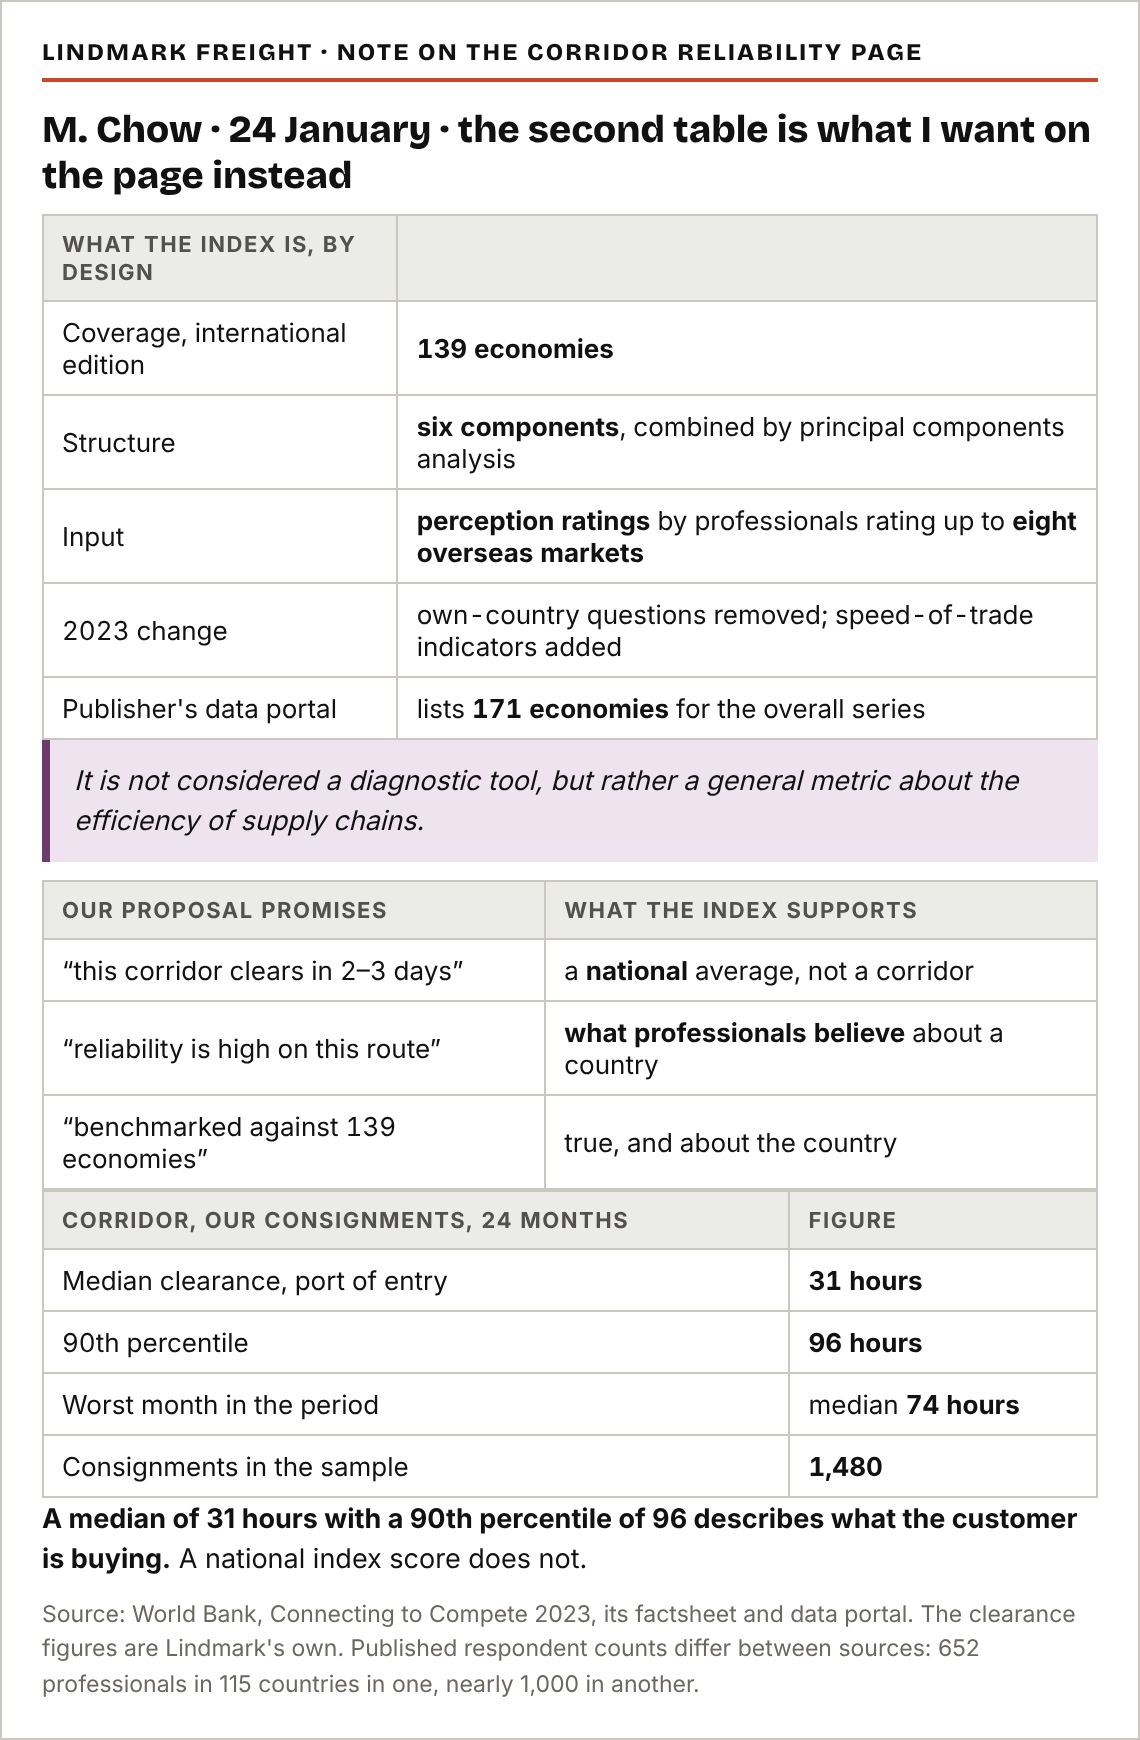 LINDMARK FREIGHT · NOTE ON THE CORRIDOR RELIABILITY PAGE
M. Chow · 24 January · the second table is what I want on
the page instead
WHAT THE INDEX IS, BY
DESIGN
Coverage, international
edition
139 economies
Structure
six components, combined by principal components
analysis
Input
perception ratings by professionals rating up to eight
overseas markets
2023 change
own-country questions removed; speed-of-trade
indicators added
Publisher's data portal
lists 171 economies for the overall series
It is not considered a diagnostic tool, but rather a general metric about the
efficiency of supply chains.
OUR PROPOSAL PROMISES
WHAT THE INDEX SUPPORTS
“this corridor clears in 2–3 days”
a national average, not a corridor
“reliability is high on this route”
what professionals believe about a
country
“benchmarked against 139
economies”
true, and about the country
CORRIDOR, OUR CONSIGNMENTS, 24 MONTHS
FIGURE
Median clearance, port of entry
31 hours
90th percentile
96 hours
Worst month in the period
median 74 hours
Consignments in the sample
1,480
A median of 31 hours with a 90th percentile of 96 describes what the customer
is buying. A national index score does not.
Source: World Bank, Connecting to Compete 2023, its factsheet and data portal. The clearance
figures are Lindmark's own. Published respondent counts differ between sources: 652
professionals in 115 countries in one, nearly 1,000 in another.